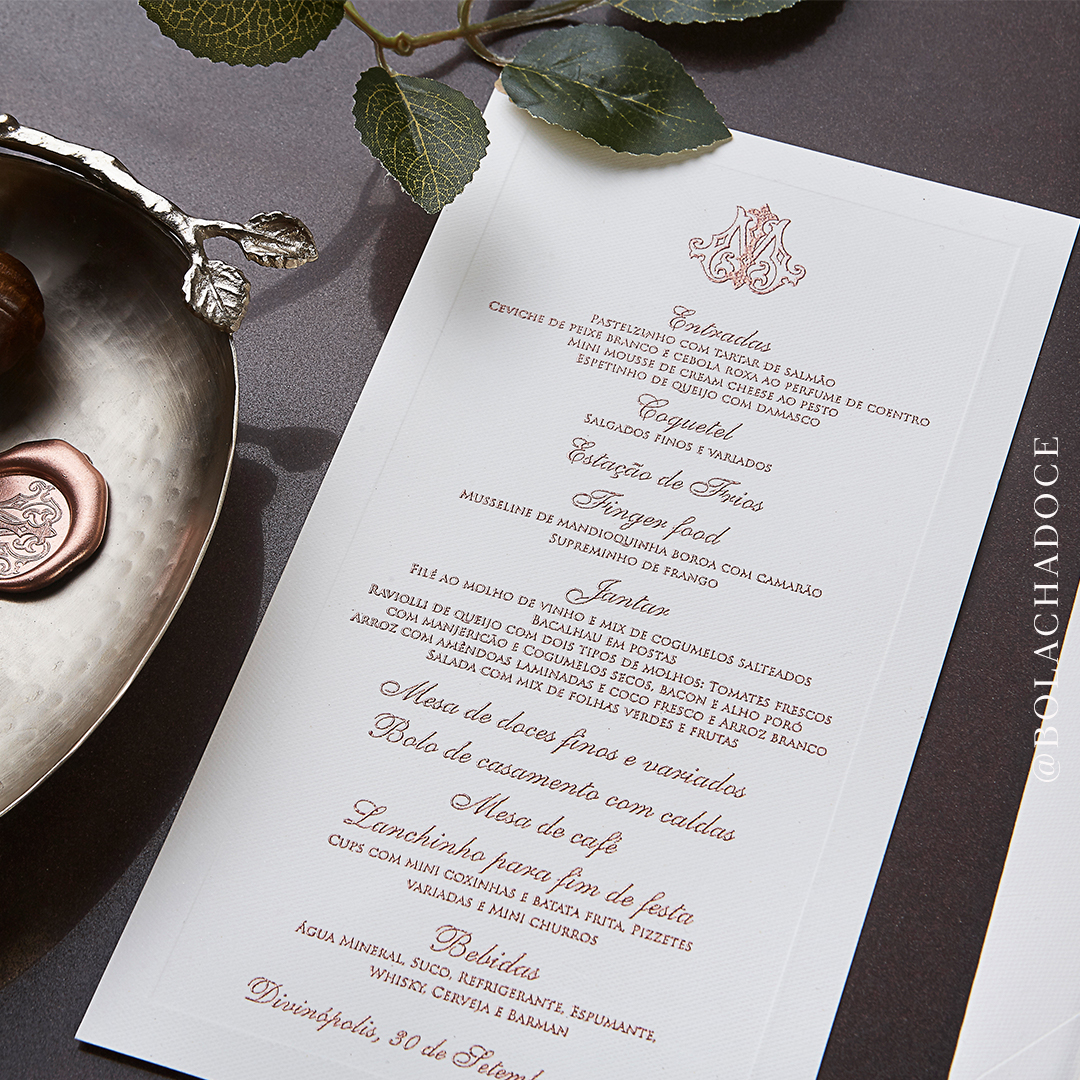 Entradas
Pastelzinho com tartar de salmão
Ceviche de peixe branco e cebola roxa ao perfume de coentro
Mini mousse de cream cheese ao pesto
Espetinho de queijo com damasco
Coquetel
Salgados finos e variados
Estação de Frios
Finger food
Musseline de mandioquinha boroa com camarão
Supreminho de frango
Jantar
Filé ao molho de vinho e mix de cogumelos salteados
Bacalhau em postas
Raviolli de queijo com dois tipos de molhos: Tomates frescos
com manjericão e Cogumelos secos, bacon e alho poró
Arroz com amêndoas laminadas e coco fresco e Arroz branco
Salada com mix de folhas verdes e frutas
Mesa de doces finos e variados
Bolo de casamento com caldas
Mesa de café
Lanchinho para fim de festa
Cups com mini coxinhas e batata frita, Pizzetes
variadas e Mini churros
Bebidas
Água Mineral, Suco, Refrigerante, Espumante,
Whisky, Cerveja e Barman
Divinópolis, 30 de Setem
@BOLACHADOCE